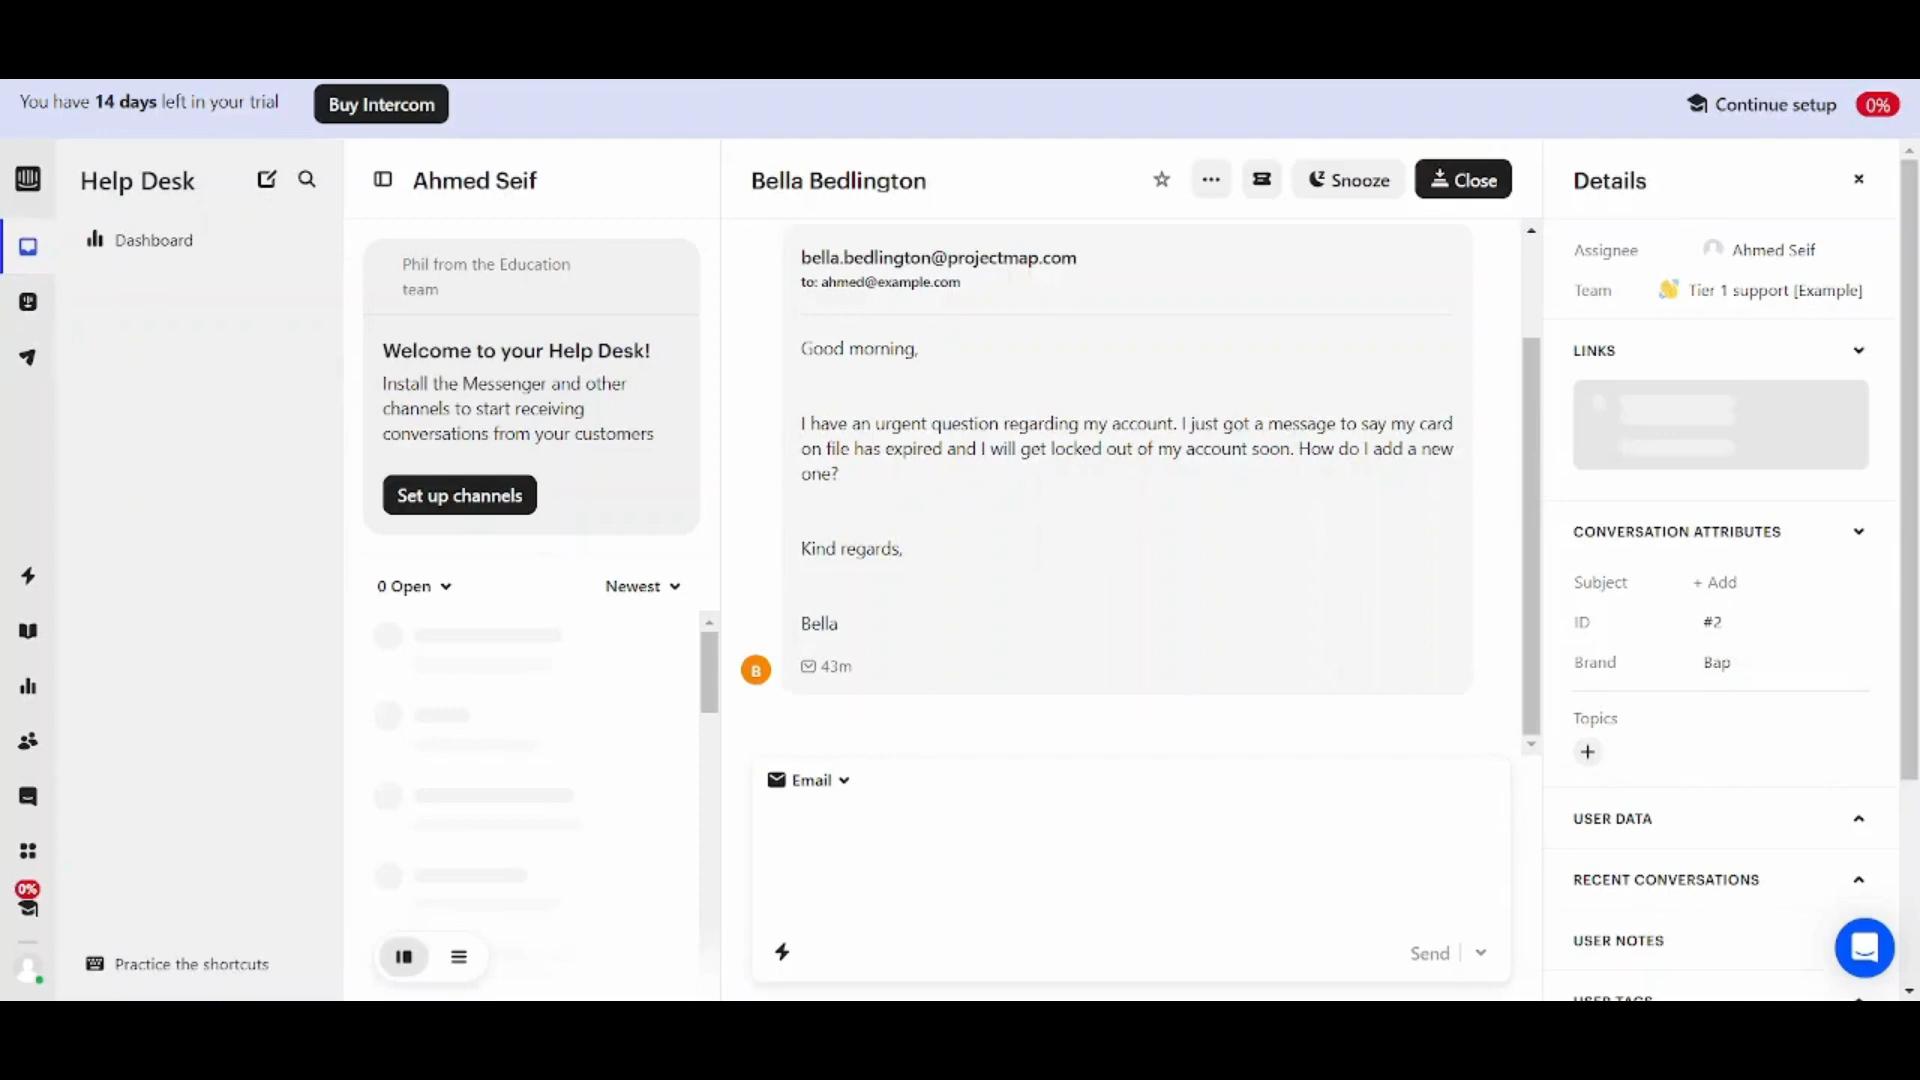 You have 14 days left in your trial
Buy Intercom
Continue setup
0%
Help Desk
Dashboard
0%
Practice the shortcuts
Ahmed Seif
Phil from the Education
team
Welcome to your Help Desk!
Install the Messenger and other
channels to start receiving
conversations from your customers
Set up channels
0 Open
Newest
Bella Bedlington
Snooze
Close
bella.bedlington@projectmap.com
to: ahmed@example.com
Good morning,
I have an urgent question regarding my account. I just got a message to say my card
on file has expired and I will get locked out of my account soon. How do I add a new
one?
Kind regards,
Bella
B
43m
Email
Send
Details
Assignee Ahmed Seif
Team Tier 1 support [Example]
LINKS
CONVERSATION ATTRIBUTES
Subject + Add
ID #2
Brand Bap
Topics
USER DATA
RECENT CONVERSATIONS
USER NOTES
USER TAGS